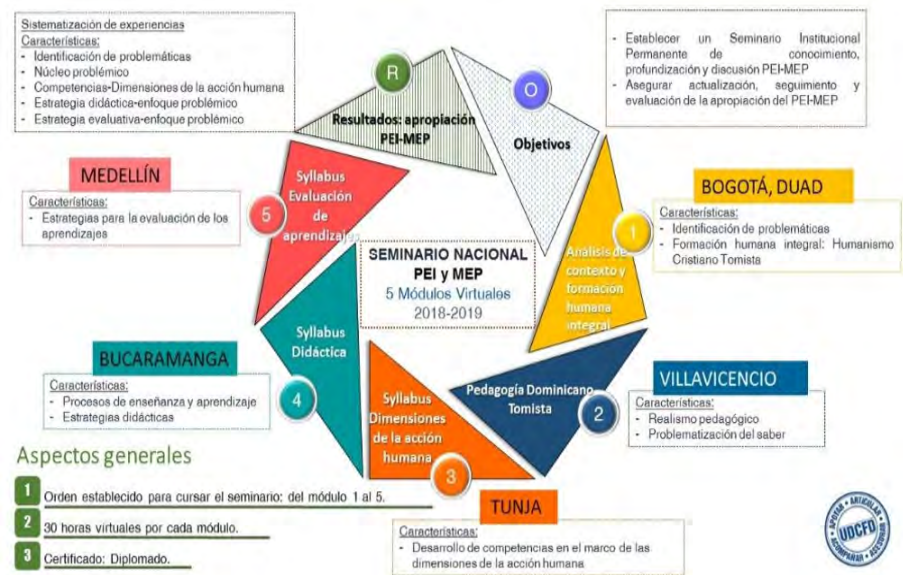 Sistematización de experiencias
Características:
- Identificación de problemáticas
- Núcleo problémico
- Competencias-Dimensiones de la acción humana
- Estrategia didáctica-enfoque problémico
- Estrategia evaluativa-enfoque problémico
R
Resultados: apropiación
PEI-MEP
O
Objetivos
- Establecer un Seminario Institucional
Permanente de conocimiento,
profundización y discusión PEI-MEP
- Asegurar actualización, seguimiento y
evaluación de la apropiación del PEI-MEP
MEDELLÍN
Características:
- Estrategias para la evaluación de los
aprendizajes
5
Syllabus
Evaluación
de
aprendizajes
SEMINARIO NACIONAL
PEI y MEP
5 Módulos Virtuales
2018-2019
1
Análisis de
contexto y
formación
humana
integral
BOGOTÁ, DUAD
Características:
- Identificación de problemáticas
- Formación humana integral: Humanismo
Cristiano Tomista
BUCARAMANGA
Características:
- Procesos de enseñanza y aprendizaje
- Estrategias didácticas
4
Syllabus
Didáctica
Syllabus
Dimensiones
de la acción
humana
3
Pedagogía Dominicano
Tomista
2
VILLAVICENCIO
Características:
- Realismo pedagógico
- Problematización del saber
TUNJA
Características:
- Desarrollo de competencias en el marco de las
dimensiones de la acción humana
Aspectos generales
1 Orden establecido para cursar el seminario: del módulo 1 al 5.
2 30 horas virtuales por cada módulo.
3 Certificado: Diplomado.
APOYAR • ARTICULAR
UDCFD
ACOMPAÑAR • ASESORAR